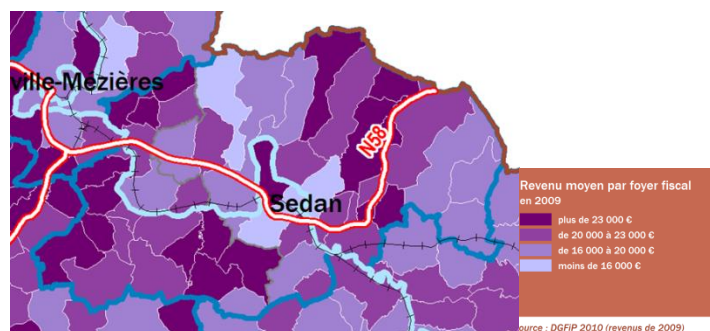 ville-Mézières
N58
Sedan
Revenu moyen par foyer fiscal
en 2009
plus de 23 000 €
de 20 000 à 23 000 €
de 16 000 à 20 000 €
moins de 16 000 €
ource : DGFiP 2010 (revenus de 2009)